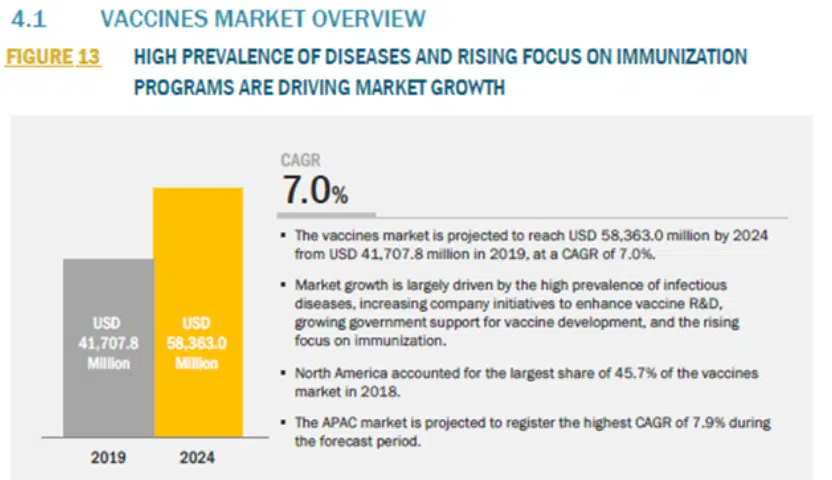 4.1 VACCINES MARKET OVERVIEW
FIGURE 13 HIGH PREVALENCE OF DISEASES AND RISING FOCUS ON IMMUNIZATION
PROGRAMS ARE DRIVING MARKET GROWTH
USD
41,707.8
Million
2019
USD
58,363.0
Million
2024
CAGR
7.0%
▪ The vaccines market is projected to reach USD 58,363.0 million by 2024
from USD 41,707.8 million in 2019, at a CAGR of 7.0%.
▪ Market growth is largely driven by the high prevalence of infectious
diseases, increasing company initiatives to enhance vaccine R&D,
growing government support for vaccine development, and the rising
focus on immunization.
▪ North America accounted for the largest share of 45.7% of the vaccines
market in 2018.
▪ The APAC market is projected to register the highest CAGR of 7.9% during
the forecast period.